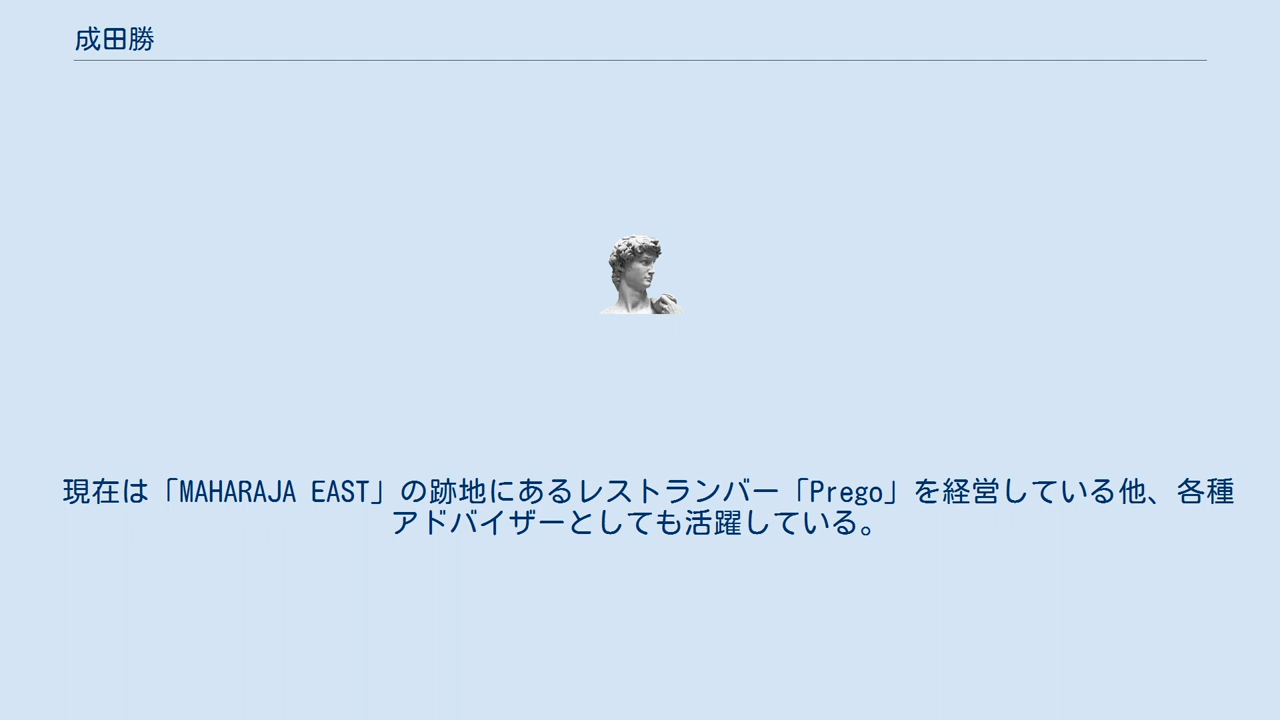 成田勝
現在は「MAHARAJA EAST」の跡地にあるレストランバー「Prego」を経営している他、各種
アドバイザーとしても活躍している。